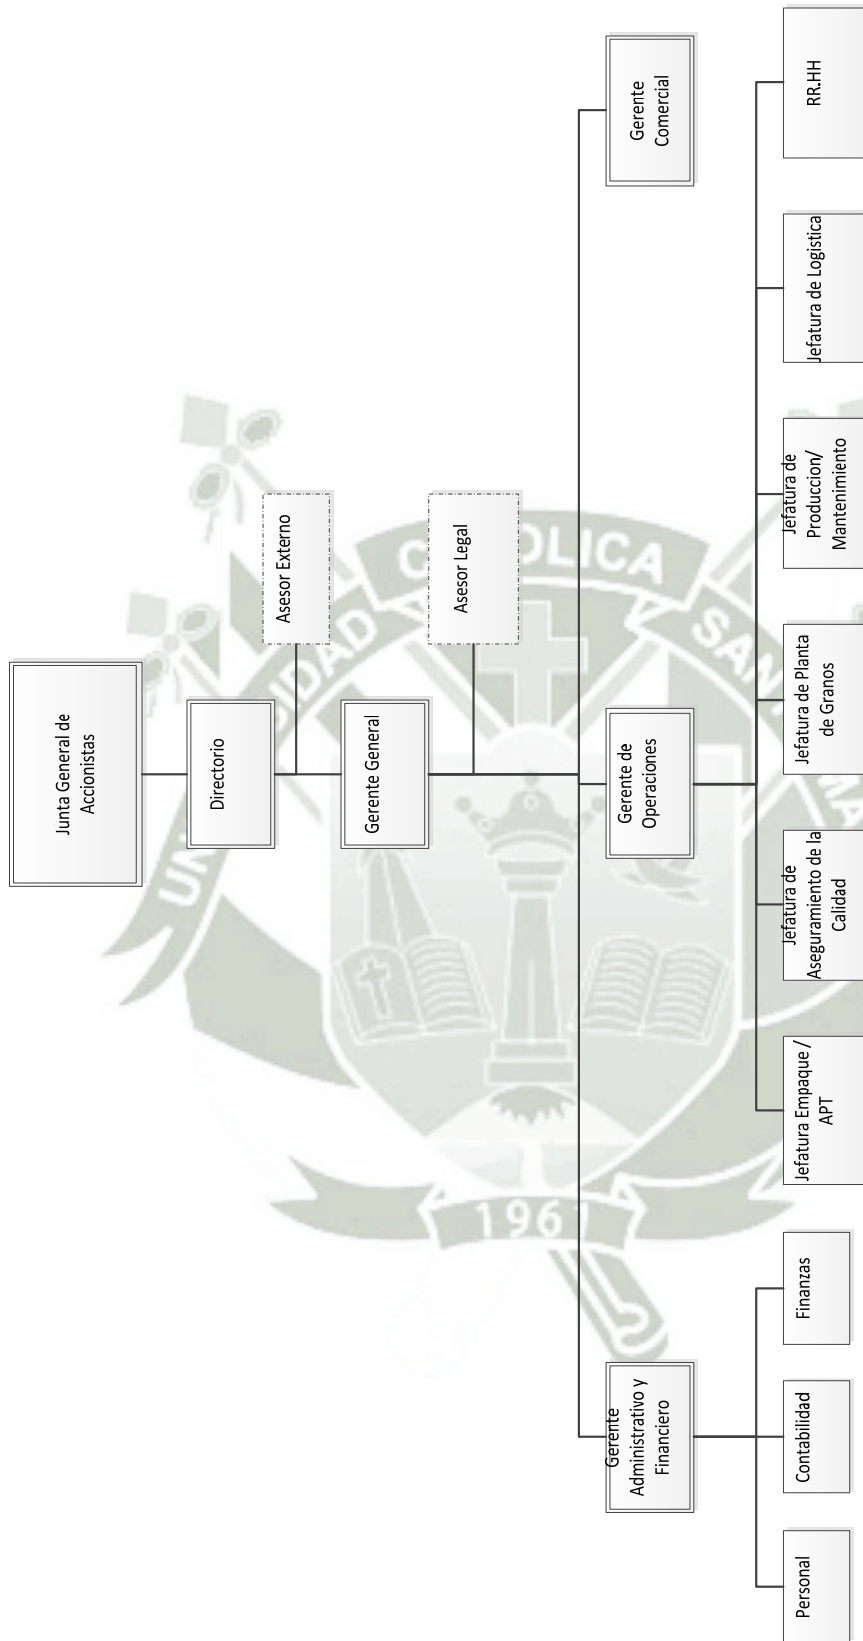 Junta General de
Accionistas
Directorio
Asesor Externo
Gerente General
Asesor Legal
Gerente
Administrativo y
Financiero
Gerente de
Operaciones
Gerente
Comercial
Personal
Contabilidad
Finanzas
Jefatura Empaque /
APT
Jefatura de
Aseguramiento de la
Calidad
Jefatura de Planta
de Granos
Jefatura de
Produccion/
Mantenimiento
Jefatura de Logistica
RR.HH
CATOLICA
1961